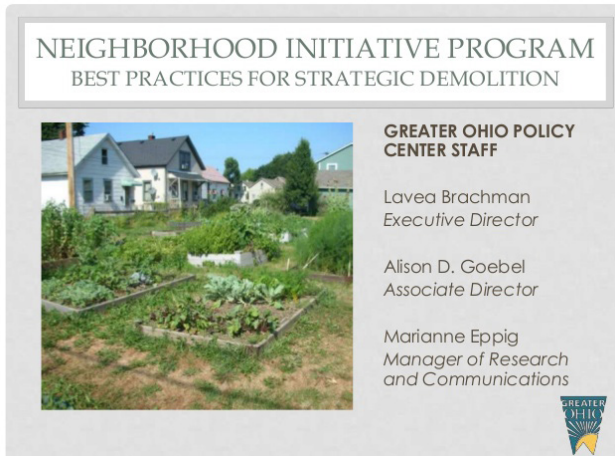 NEIGHBORHOOD INITIATIVE PROGRAM
BEST PRACTICES FOR STRATEGIC DEMOLITION
GREATER OHIO POLICY
CENTER STAFF
Lavea Brachman
Executive Director
Alison D. Goebel
Associate Director
Marianne Eppig
Manager of Research
and Communications
GREATER
OHIO